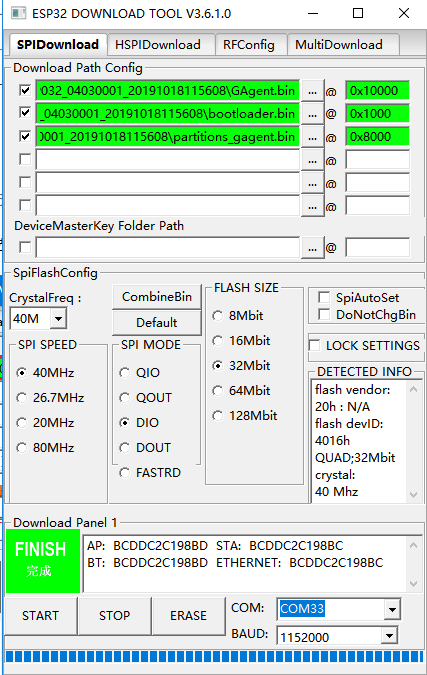 ESP32 DOWNLOAD TOOL V3.6.1.0
SPIDownload HSPIDownload RFConfig MultiDownload
Download Path Config
032_04030001_20191018115608\GAgent.bin ... @ 0x10000
_04030001_20191018115608\bootloader.bin ... @ 0x1000
0001_20191018115608\partitions_gagent.bin ... @ 0x8000
... @
... @
... @
DeviceMasterKey Folder Path
... @
SpiFlashConfig
CrystalFreq :
40M
CombineBin
Default
SPI SPEED
40MHz
26.7MHz
20MHz
80MHz
SPI MODE
QIO
QOUT
DIO
DOUT
FASTRD
FLASH SIZE
8Mbit
16Mbit
32Mbit
64Mbit
128Mbit
SpiAutoSet
DoNotChgBin
LOCK SETTINGS
DETECTED INFO
flash vendor:
20h : N/A
flash devID:
4016h
QUAD;32Mbit
crystal:
40 Mhz
Download Panel 1
FINISH
完成
AP: BCDDC2C198BD STA: BCDDC2C198BC
BT: BCDDC2C198BD ETHERNET: BCDDC2C198BC
START STOP ERASE
COM: COM33
BAUD: 1152000